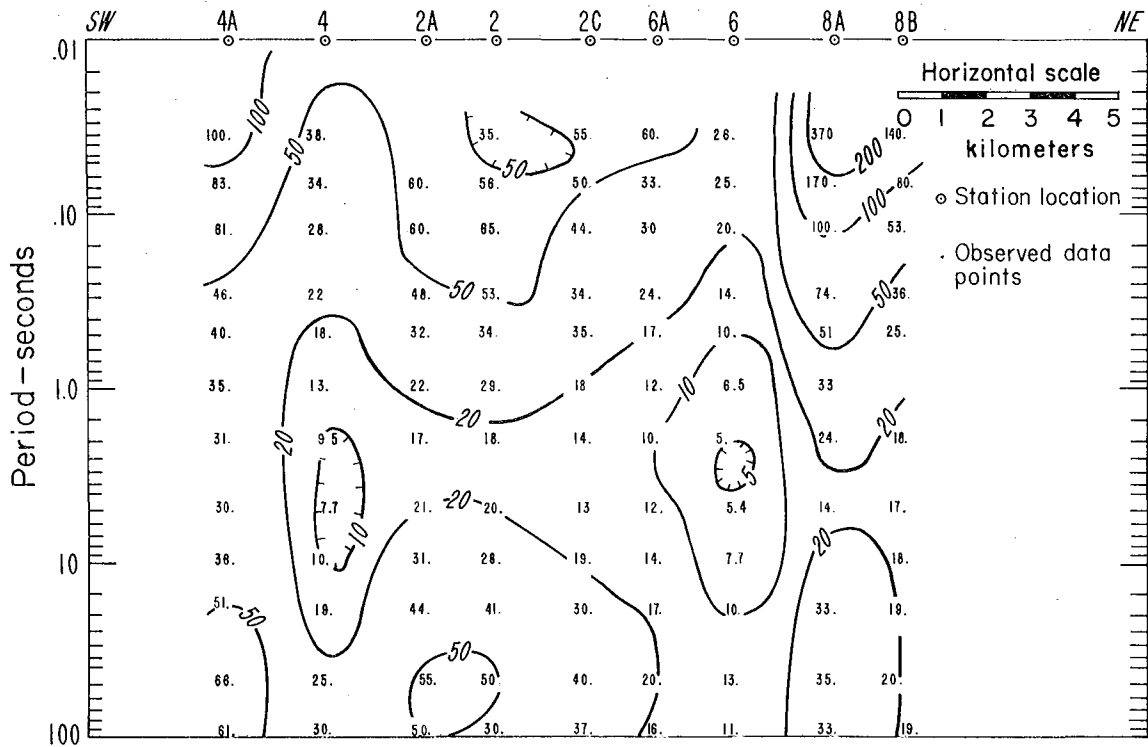 SW 4A 4 2A 2 2C 6A 6 8A 8B NE
.01
Horizontal scale
0 1 2 3 4 5
kilometers
100. 100 38. 35. 55. 60. 26. 370 140.
50 50 200
83. 34. 60. 56. 50. 33. 25. 170. 80.
100
⊙ Station location
.10
61. 28. 60. 65. 44. 30 20. 100. 53.
. Observed data
points
46. 22 48. 50 53. 34. 24. 14. 74. 50 36.
40. 18. 32. 34. 35. 17. 10. 51 25.
1.0
35. 13. 22. 29. 18 12. 10 6.5 33
20 20 20
31. 9 5 17. 18. 14. 10. 5. 24. 18.
5
30. 7.7 21. -20 20. 13 12. 5.4 14. 17.
10 20
10
38. 10. 31. 28. 19. 14. 7.7 18.
51. 50 19. 44. 41. 30. 17. 10. 33. 19.
50
66. 25. 55. 50. 40. 20. 13. 35. 20.
100
61. 30. 50. 30. 37. 16. 11. 33. 19.
Period-seconds